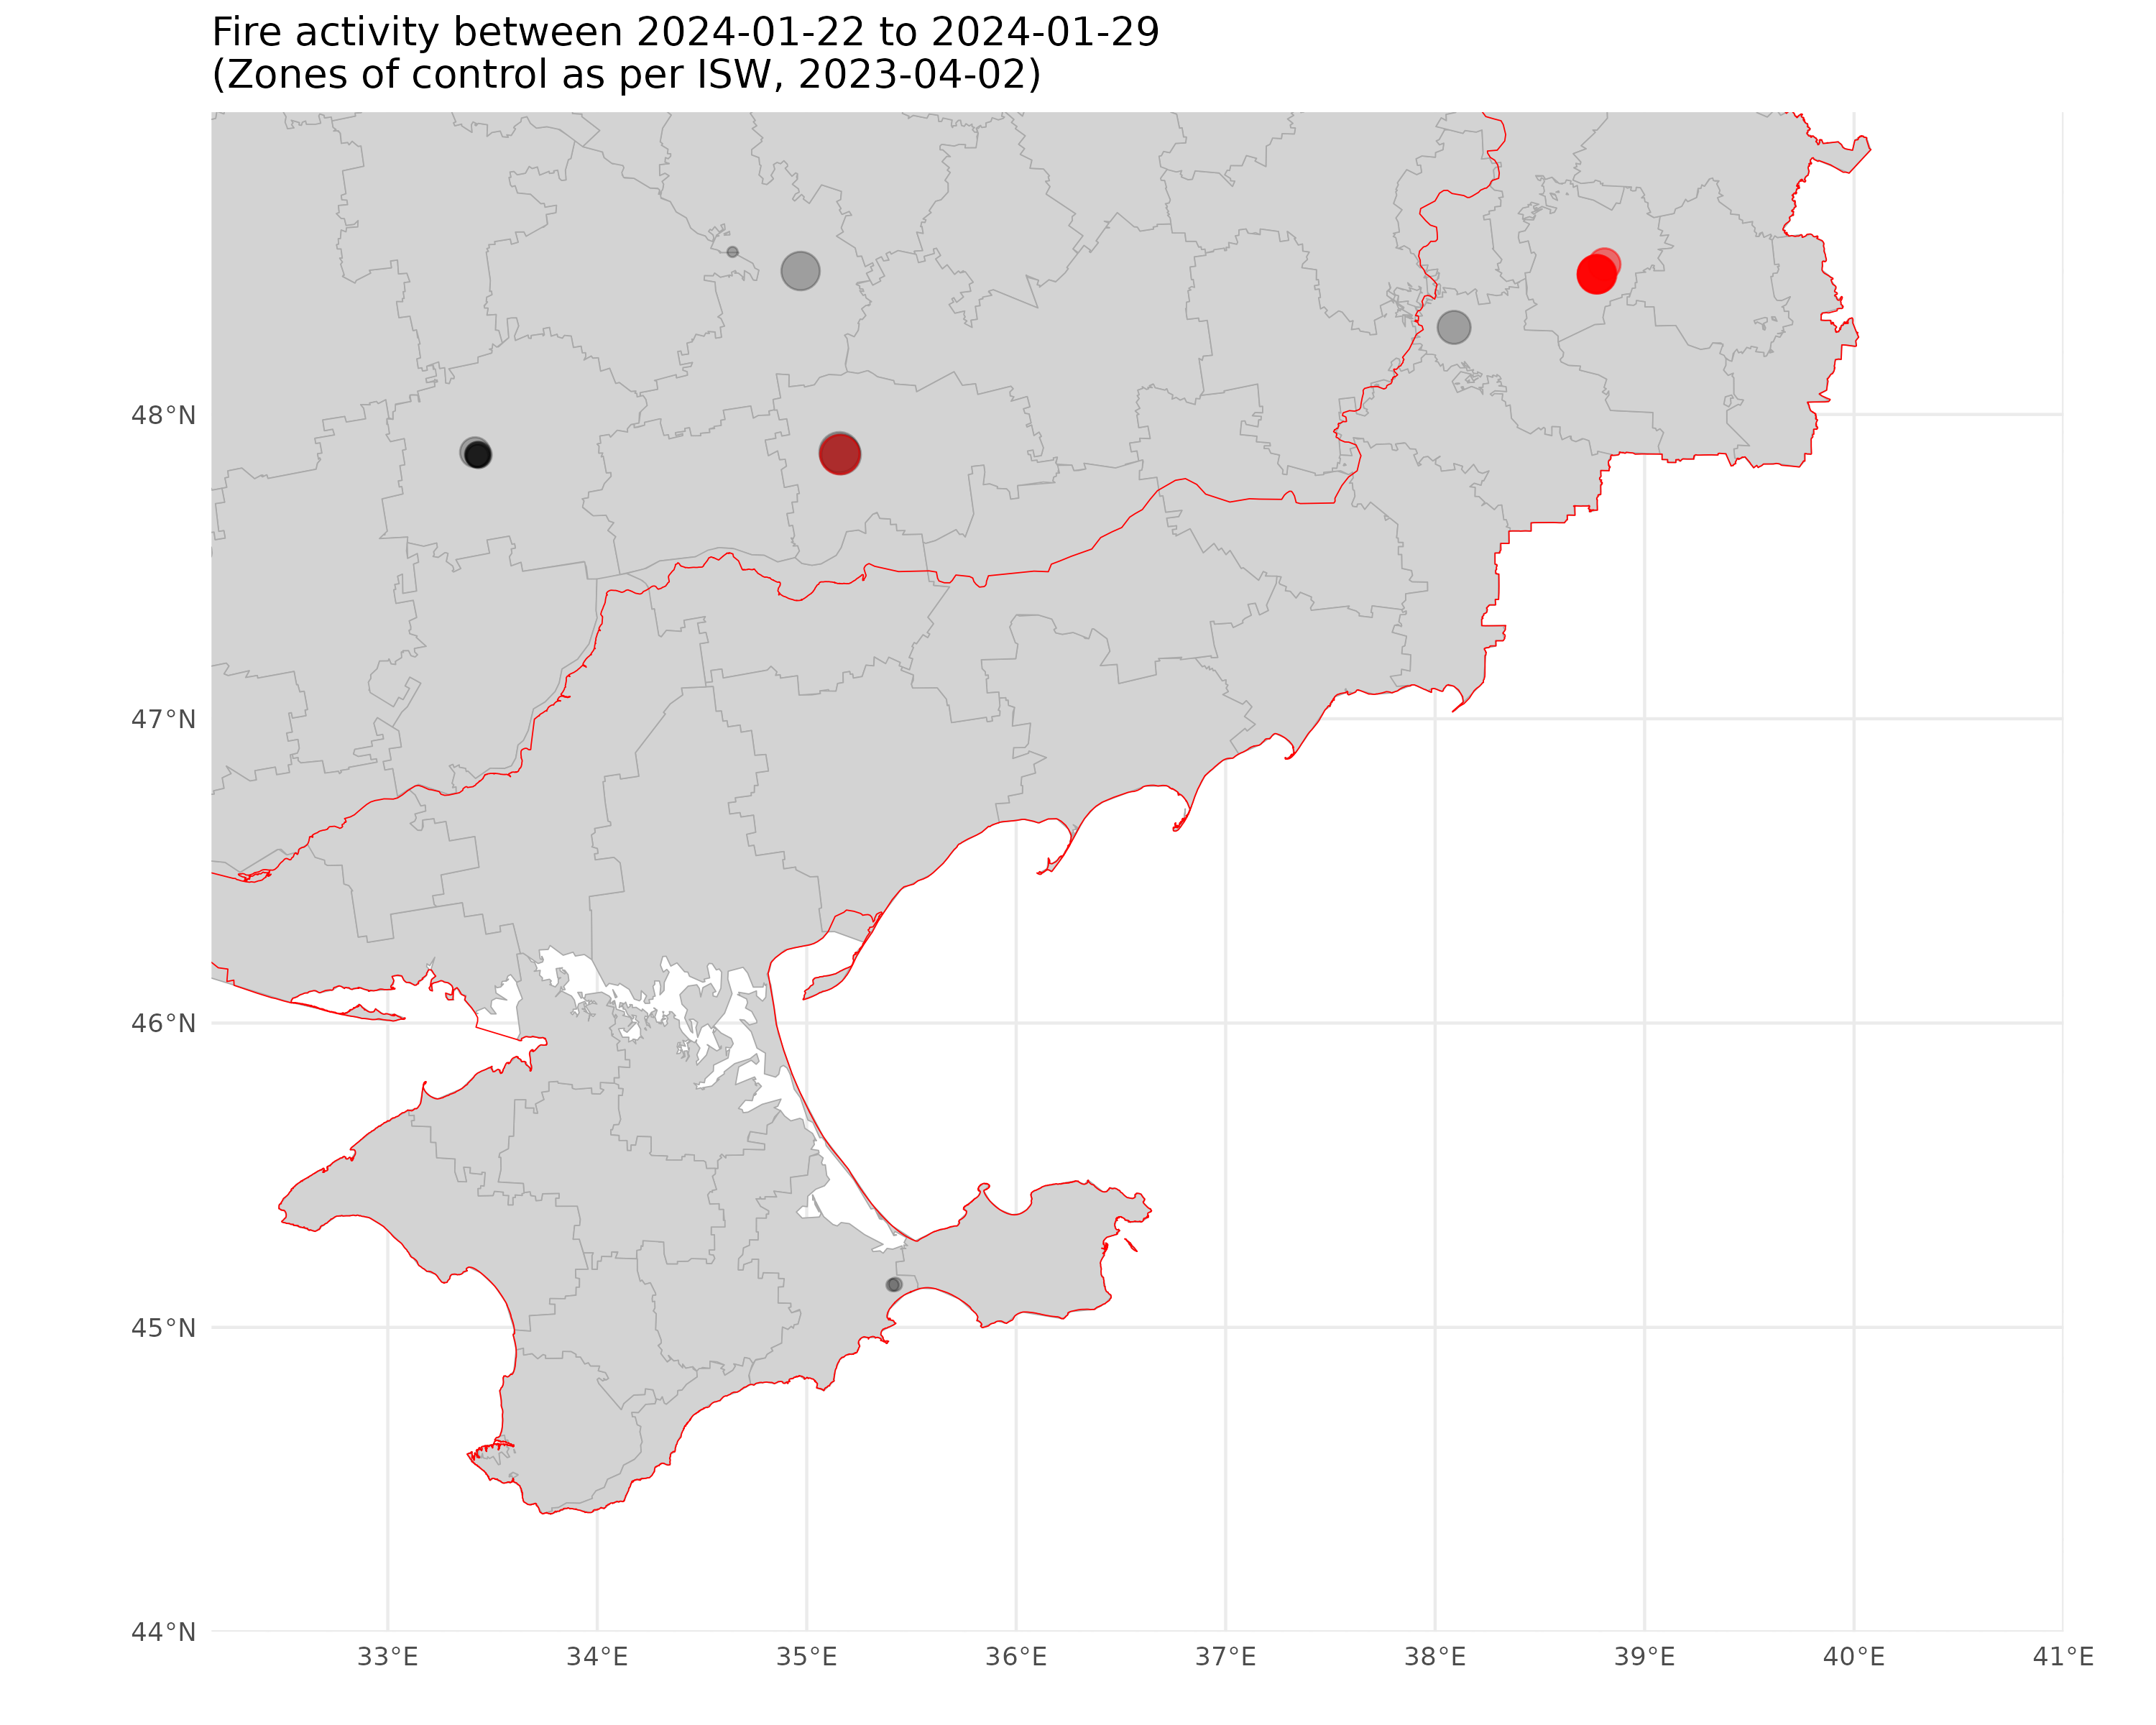 Fire activity between 2024-01-22 to 2024-01-29
(Zones of control as per ISW, 2023-04-02)
48°N
47°N
46°N
45°N
44°N
33°E 34°E 35°E 36°E 37°E 38°E 39°E 40°E 41°E